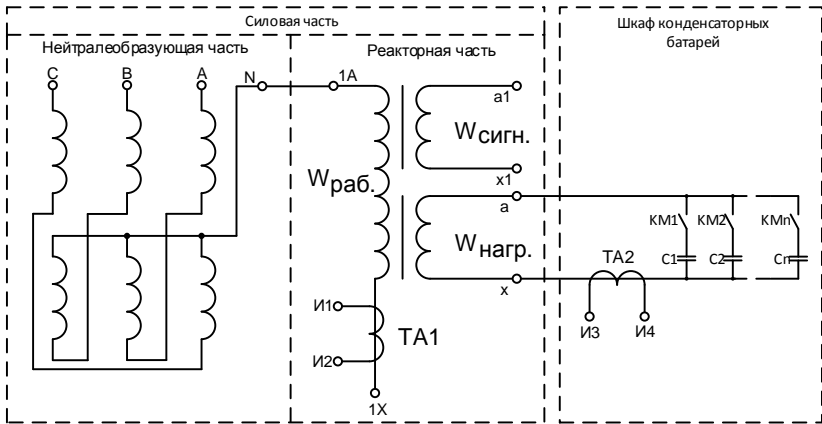 Силовая часть
Шкаф конденсаторных
батарей
Нейтралеобразующая часть
Реакторная часть
C
B
A
N
1A
a1
Wсигн.
x1
Wраб.
a
KM1
KM2
KMn
Wнагр.
TA2
C1
C2
Cn
x
И1
TA1
И3
И4
И2
1X